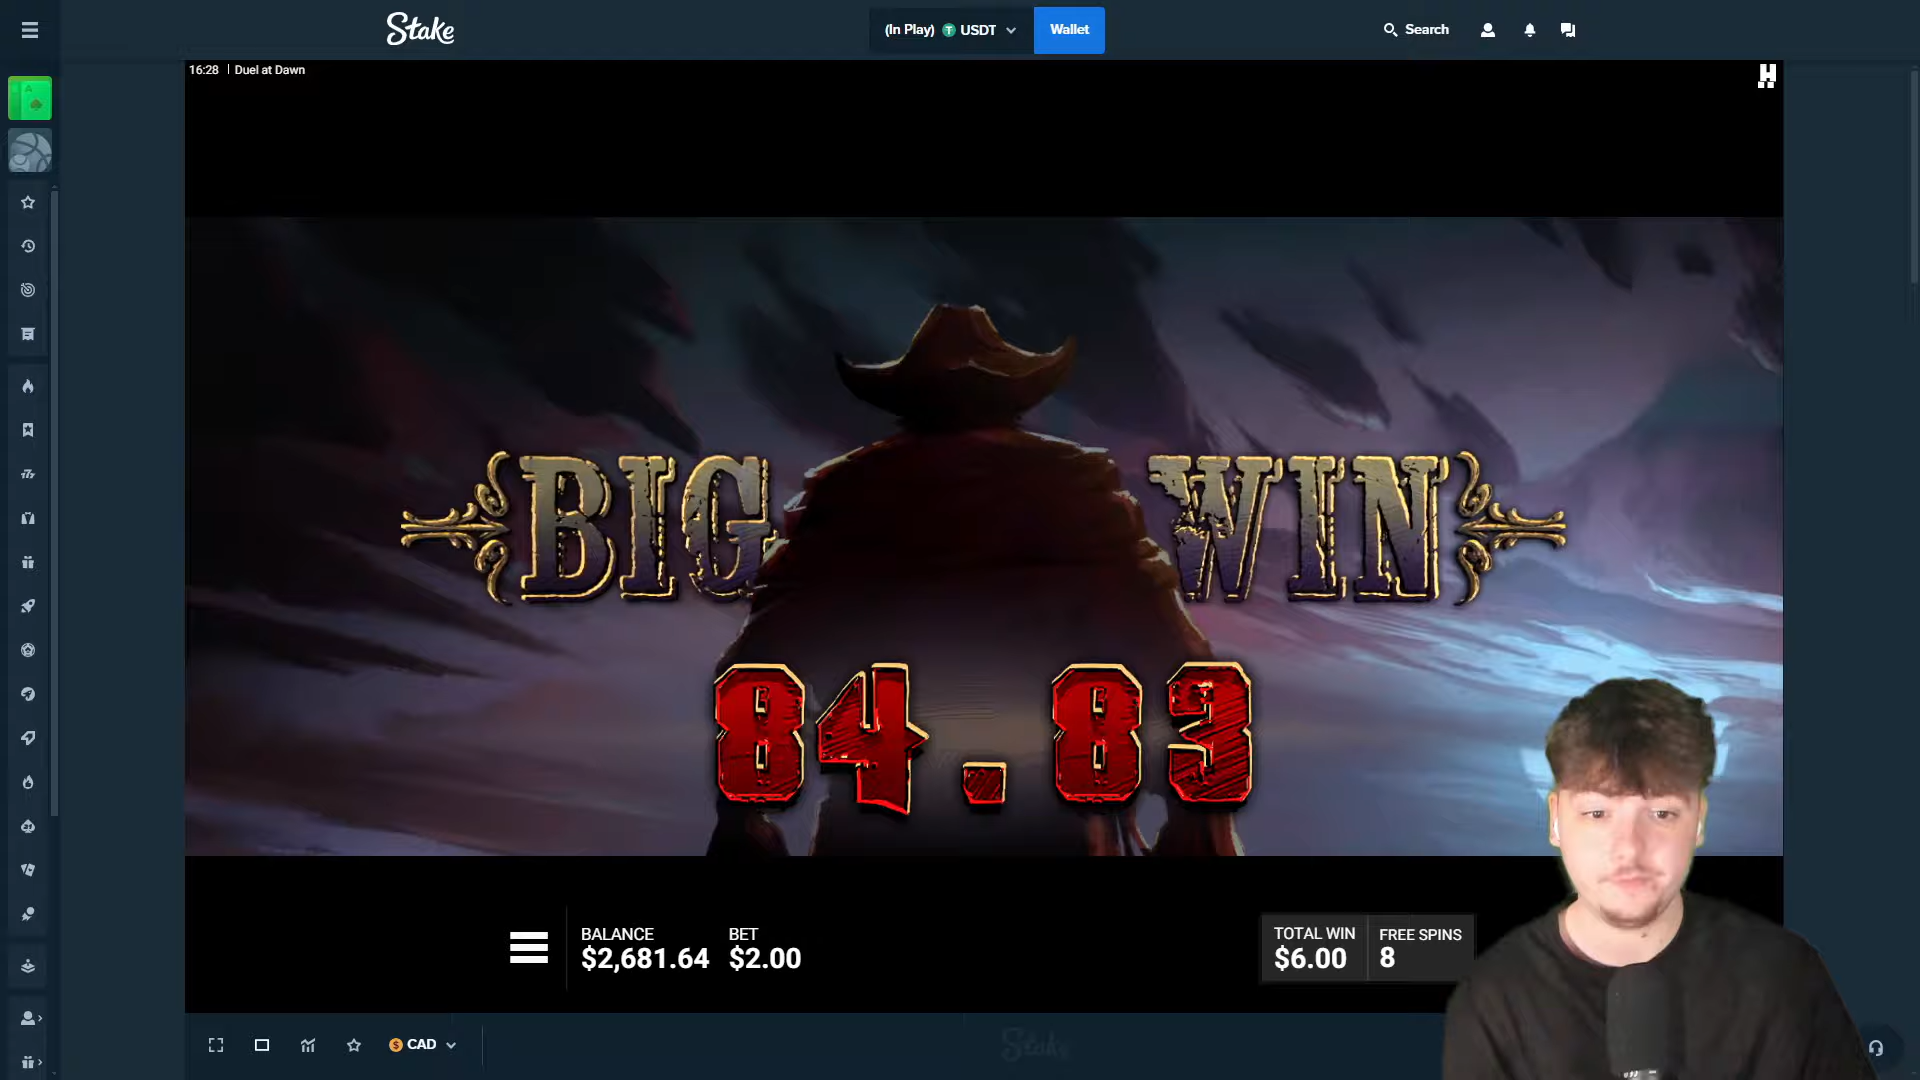 Stake
(In Play) USDT
Wallet
Search
16:28 | Duel at Dawn
BIG WIN
84.83
BALANCE
$2,681.64
BET
$2.00
TOTAL WIN
$6.00
FREE SPINS
8
CAD
Stake